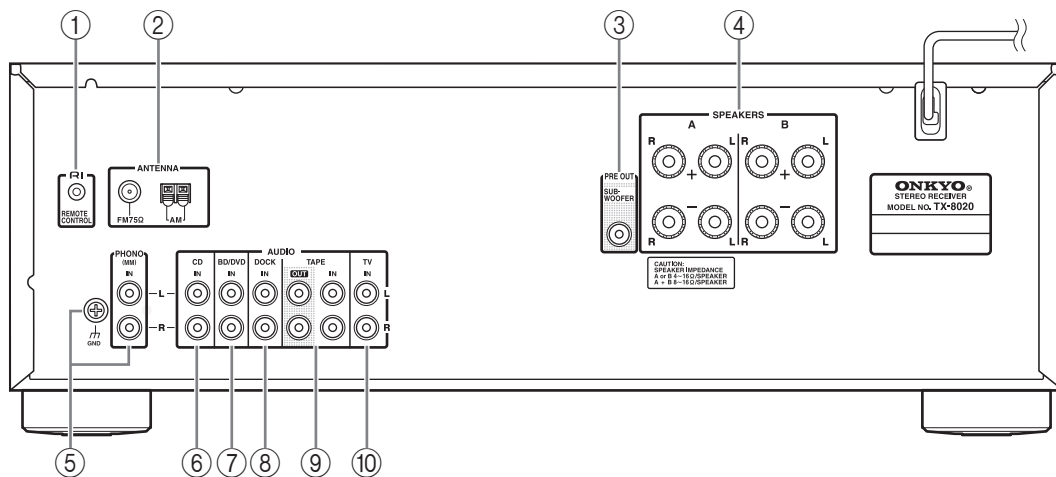 ① ② ③ ④
SPEAKERS
A B
R L R L
+ +
− −
R L R L
PRE OUT
SUB-
WOOFER
RI
REMOTE
CONTROL
ANTENNA
FM75Ω
AM
ONKYO®
STEREO RECEIVER
MODEL NO. TX-8020
CAUTION:
SPEAKER IMPEDANCE
A or B 4~16Ω/SPEAKER
A + B 8~16Ω/SPEAKER
PHONO
(MM)
IN
GND
AUDIO
CD BD/DVD DOCK TAPE TV
IN IN IN OUT IN IN
L L
R R
⑤ ⑥ ⑦ ⑧ ⑨ ⑩